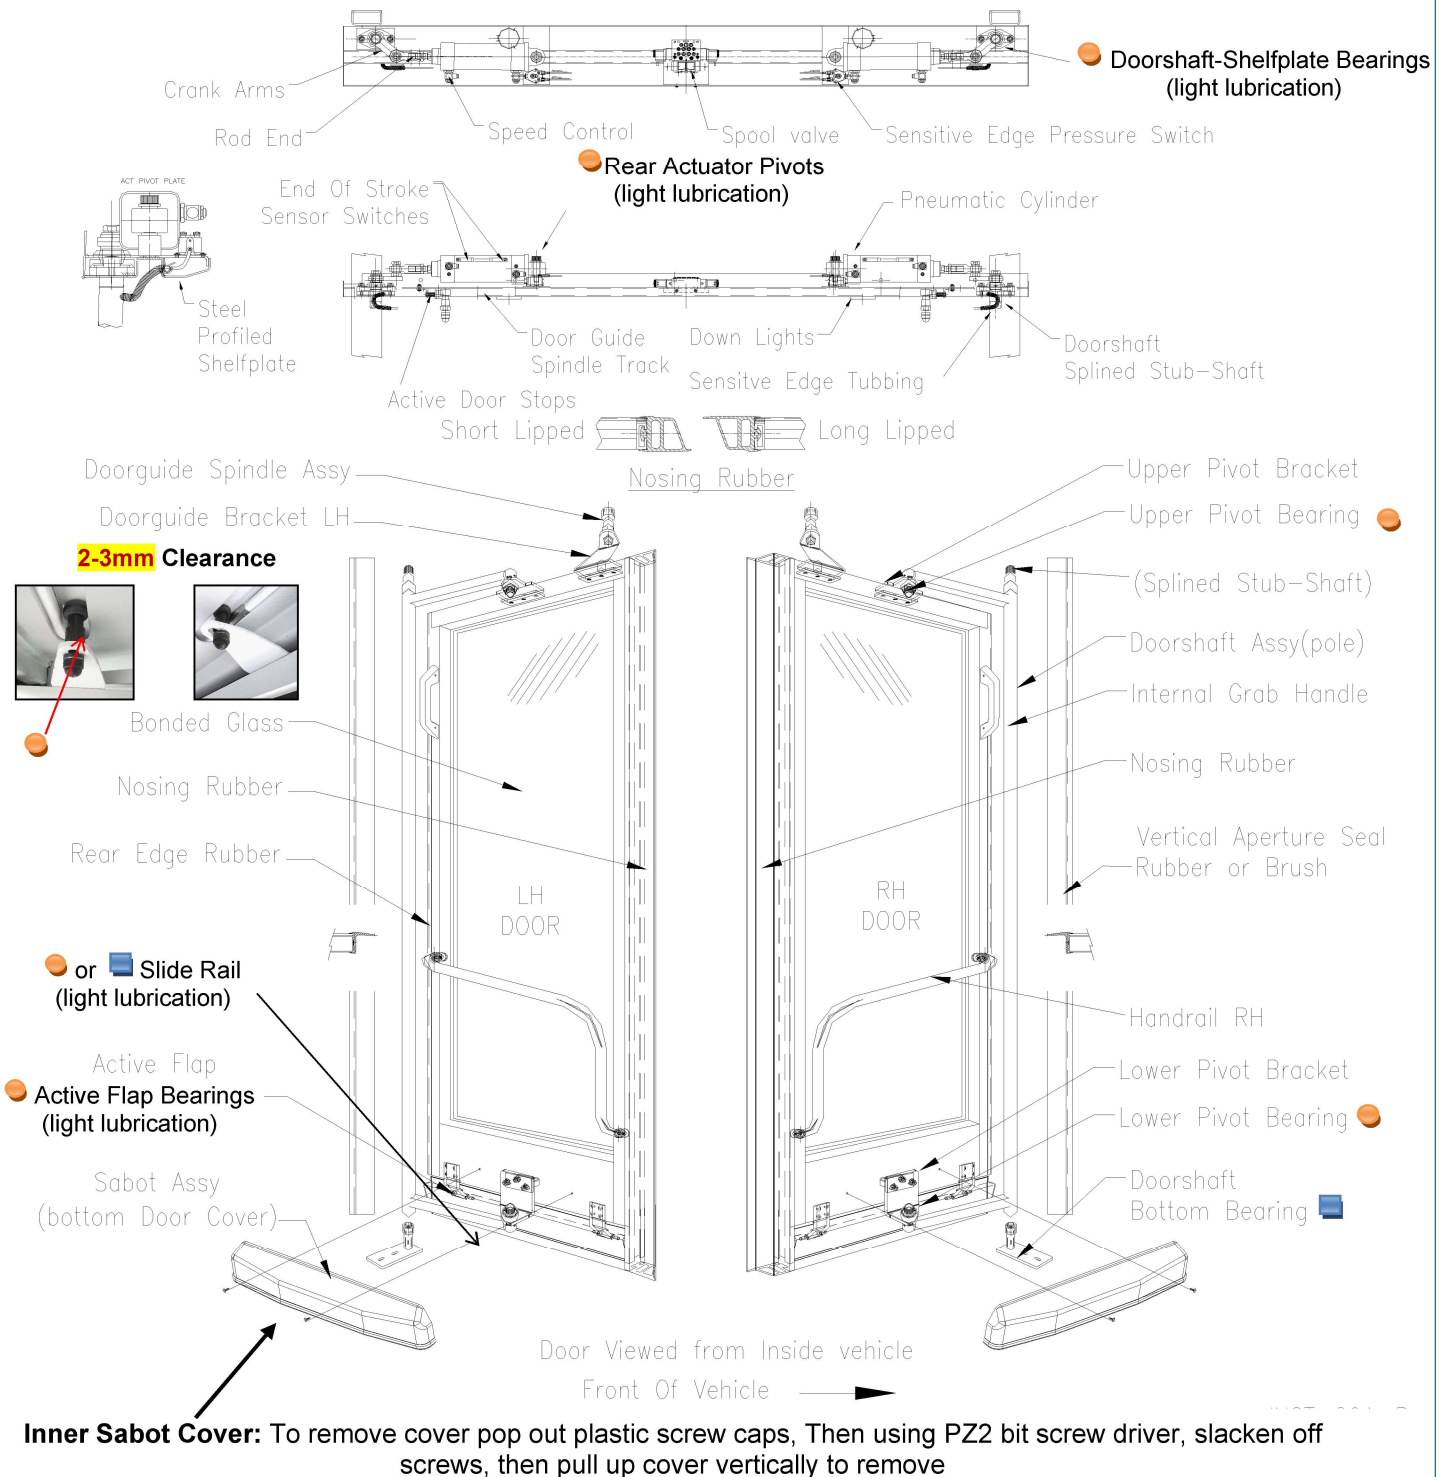 Doorshaft-Shelfplate Bearings
(light lubrication)
Crank Arms
Rod End
Speed Control
Spool valve
Sensitive Edge Pressure Switch
Rear Actuator Pivots
(light lubrication)
ACT PIVOT PLATE
End Of Stroke
Sensor Switches
Pneumatic Cylinder
Steel
Profiled
Shelfplate
Door Guide
Spindle Track
Down Lights
Doorshaft
Splined Stub-Shaft
Sensitve Edge Tubbing
Active Door Stops
Short Lipped
Long Lipped
Nosing Rubber
Doorguide Spindle Assy
Upper Pivot Bracket
Doorguide Bracket LH
Upper Pivot Bearing
2-3mm Clearance
(Splined Stub-Shaft)
Doorshaft Assy(pole)
Internal Grab Handle
Bonded Glass
Nosing Rubber
Nosing Rubber
Rear Edge Rubber
Vertical Aperture Seal
Rubber or Brush
LH
DOOR
RH
DOOR
or Slide Rail
(light lubrication)
Handrail RH
Active Flap
Active Flap Bearings
(light lubrication)
Lower Pivot Bracket
Lower Pivot Bearing
Sabot Assy
(bottom Door Cover)
Doorshaft
Bottom Bearing
Door Viewed from Inside vehicle
Front Of Vehicle
Inner Sabot Cover: To remove cover pop out plastic screw caps, Then using PZ2 bit screw driver, slacken off
screws, then pull up cover vertically to remove